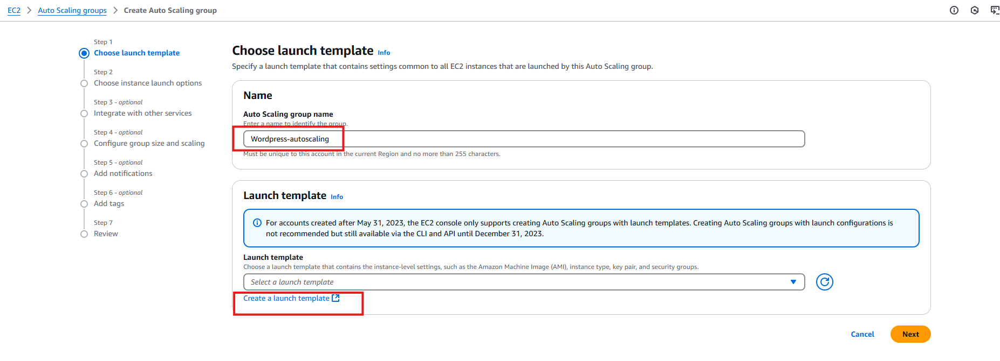 EC2 > Auto Scaling groups > Create Auto Scaling group
Step 1
Choose launch template
Step 2
Choose instance launch options
Step 3 - optional
Integrate with other services
Step 4 - optional
Configure group size and scaling
Step 5 - optional
Add notifications
Step 6 - optional
Add tags
Step 7
Review
Choose launch template Info
Specify a launch template that contains settings common to all EC2 instances that are launched by this Auto Scaling group.
Name
Auto Scaling group name
Enter a name to identify the group.
Wordpress-autoscaling
Must be unique to this account in the current Region and no more than 255 characters.
Launch template Info
For accounts created after May 31, 2023, the EC2 console only supports creating Auto Scaling groups with launch templates. Creating Auto Scaling groups with launch configurations is
not recommended but still available via the CLI and API until December 31, 2023.
Launch template
Choose a launch template that contains the instance-level settings, such as the Amazon Machine Image (AMI), instance type, key pair, and security groups.
Select a launch template
Create a launch template
Cancel Next